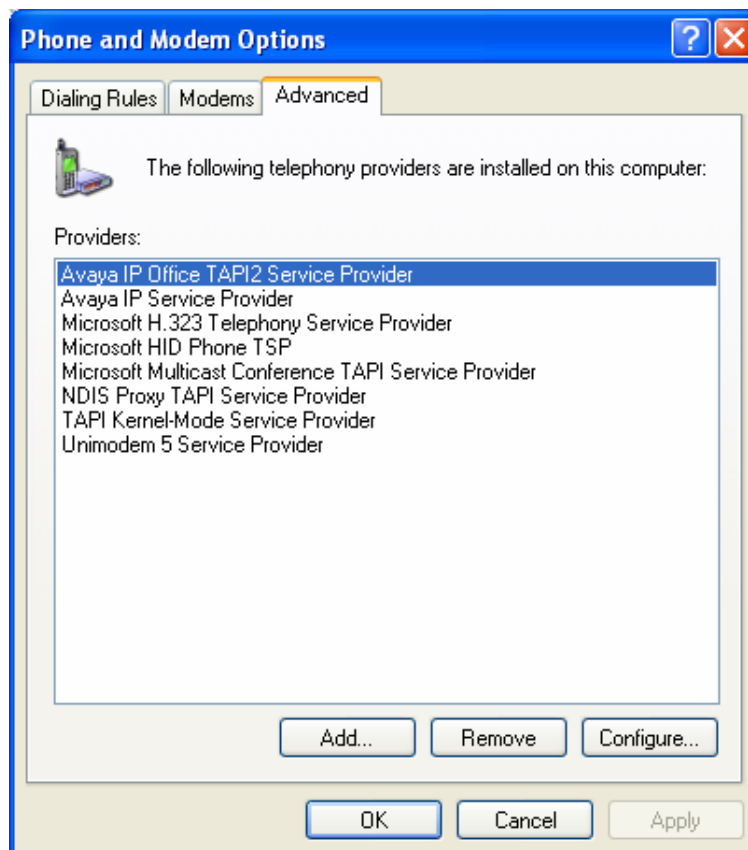 Phone and Modem Options
?
Dialing Rules
Modems
Advanced
The following telephony providers are installed on this computer:
Providers:
Avaya IP Office TAPI2 Service Provider
Avaya IP Service Provider
Microsoft H.323 Telephony Service Provider
Microsoft HID Phone TSP
Microsoft Multicast Conference TAPI Service Provider
NDIS Proxy TAPI Service Provider
TAPI Kernel-Mode Service Provider
Unimodem 5 Service Provider
Add...
Remove
Configure...
OK
Cancel
Apply